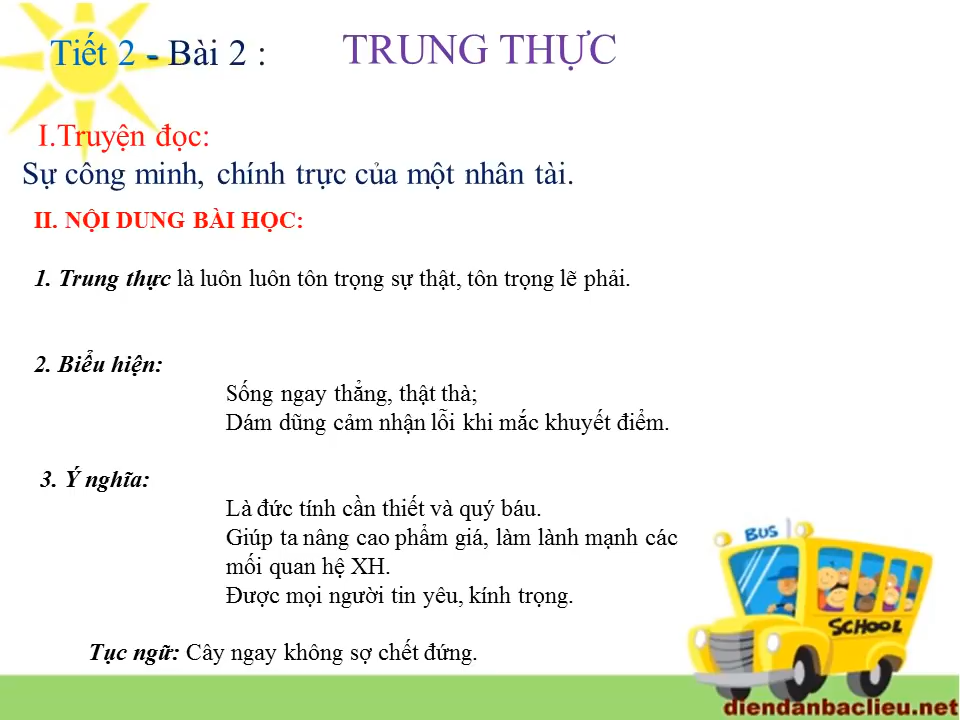 Tiết 2 - Bài 2 : TRUNG THỰC
I.Truyện đọc:
Sự công minh, chính trực của một nhân tài.
II. NỘI DUNG BÀI HỌC:
1. Trung thực là luôn luôn tôn trọng sự thật, tôn trọng lẽ phải.
2. Biểu hiện:
Sống ngay thẳng, thật thà;
Dám dũng cảm nhận lỗi khi mắc khuyết điểm.
3. Ý nghĩa:
Là đức tính cần thiết và quý báu.
Giúp ta nâng cao phẩm giá, làm lành mạnh các
mối quan hệ XH.
Được mọi người tin yêu, kính trọng.
Tục ngữ: Cây ngay không sợ chết đứng.
BUS
SCHOOL
diendanbaclieu.net